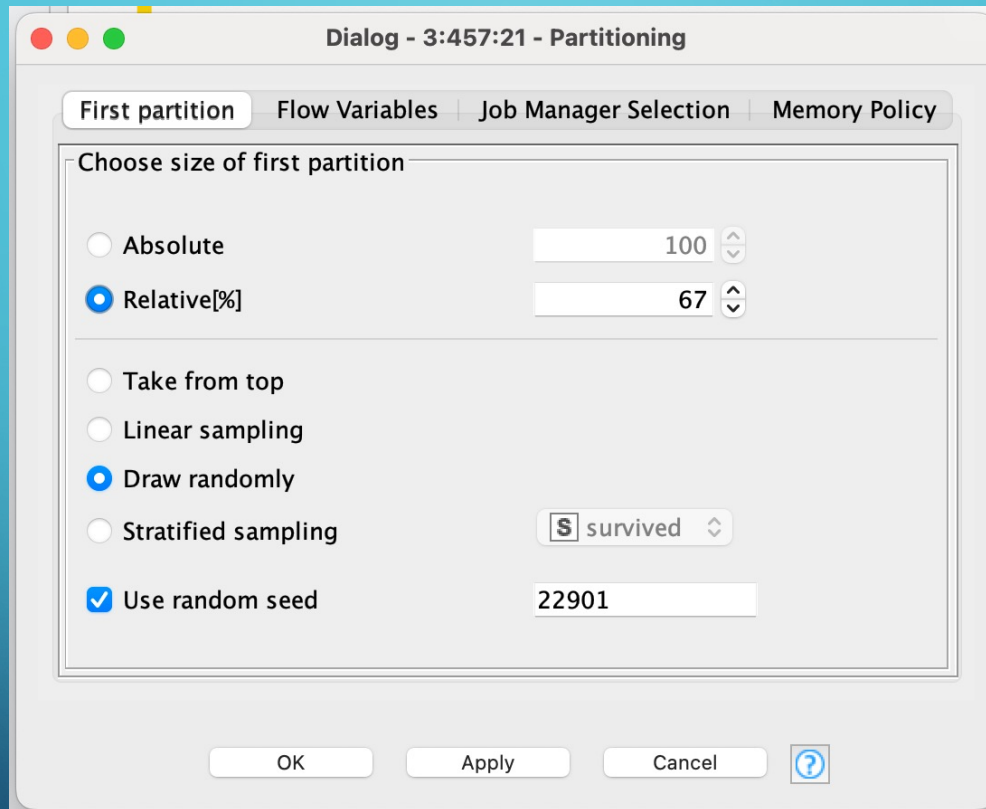 Dialog - 3:457:21 - Partitioning
First partition Flow Variables Job Manager Selection Memory Policy
Choose size of first partition
Absolute 100
Relative[%] 67
Take from top
Linear sampling
Draw randomly
Stratified sampling S survived
Use random seed 22901
OK Apply Cancel ?